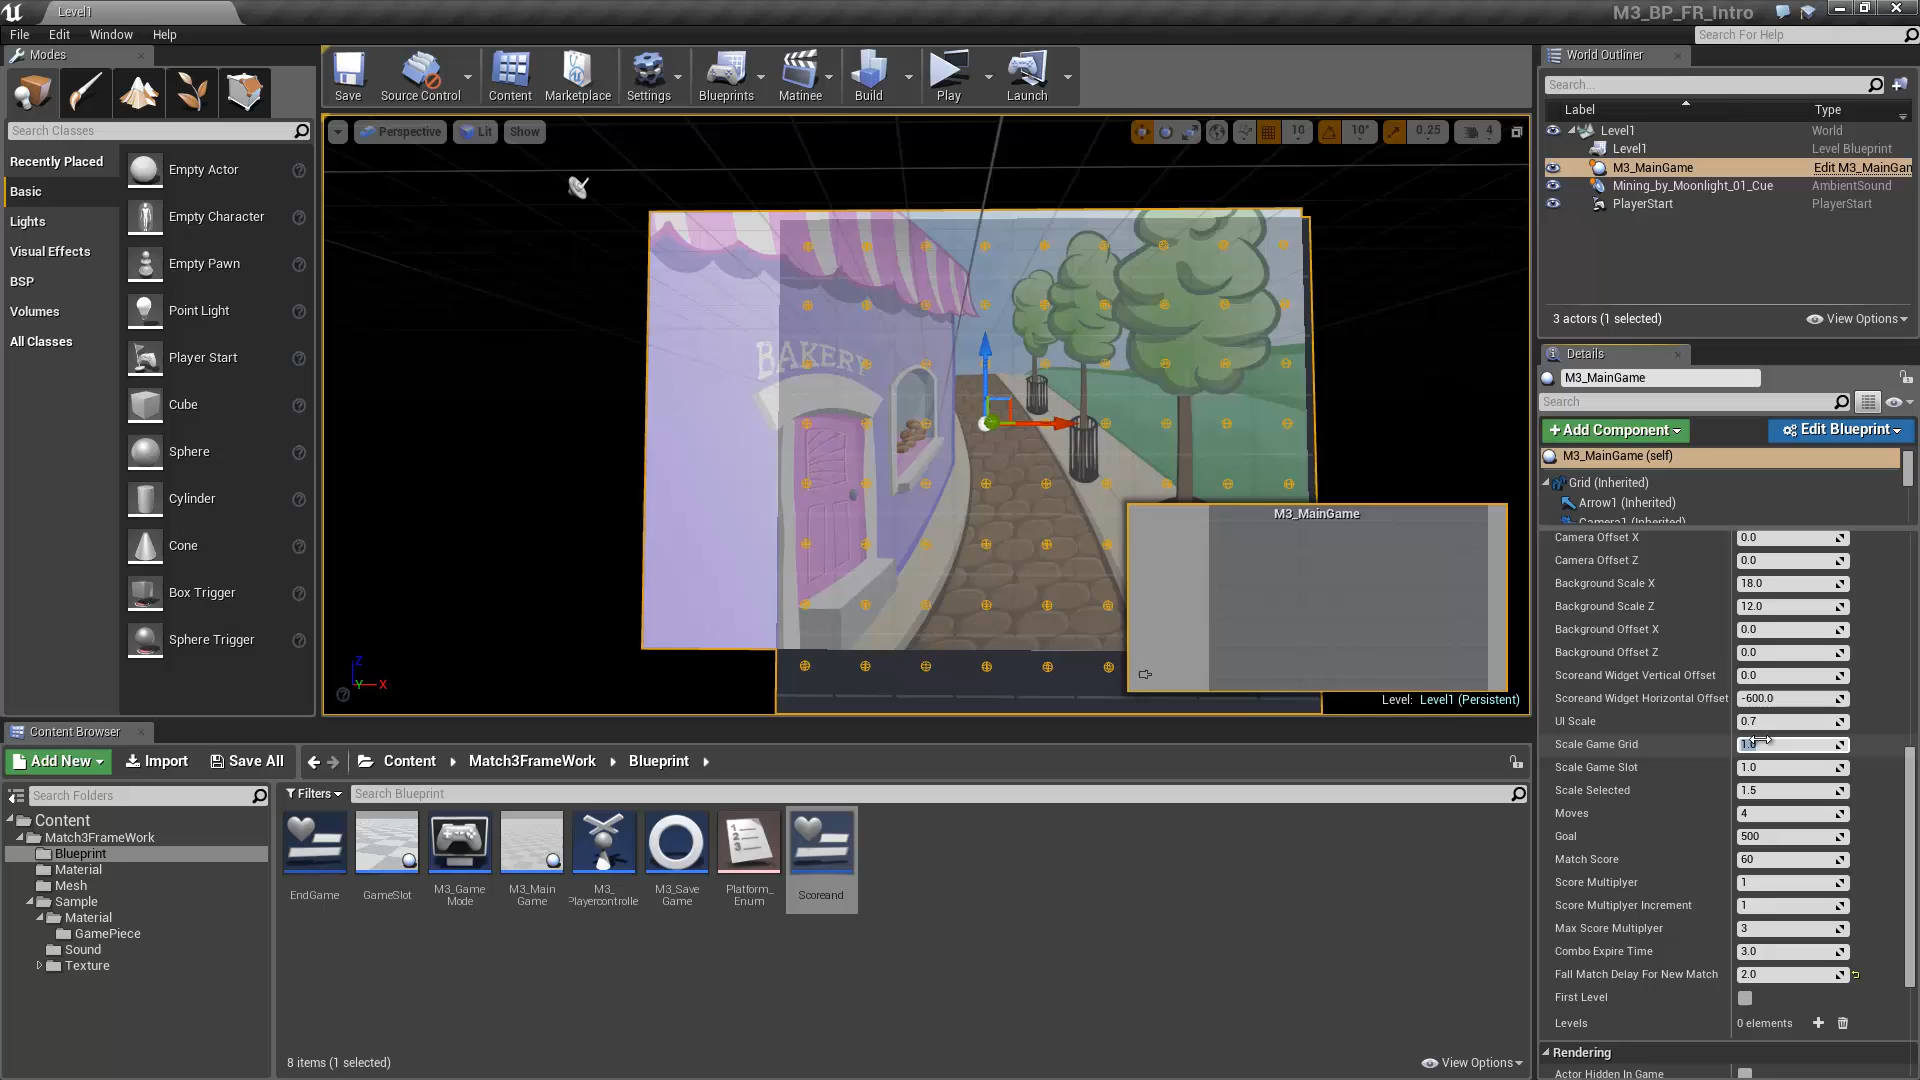 Level1
M3_BP_FR_Intro
File Edit Window Help
Search For Help
Modes
Search Classes
Recently Placed
Basic
Lights
Visual Effects
BSP
Volumes
All Classes
Empty Actor
Empty Character
Empty Pawn
Point Light
Player Start
Cube
Sphere
Cylinder
Cone
Box Trigger
Sphere Trigger
Save Source Control Content Marketplace Settings Blueprints Matinee Build Play Launch
Perspective Lit Show
10 10° 0.25 4
BAKERY
M3_MainGame
Z
Y X
Level: Level1 (Persistent)
World Outliner
Search...
Label Type
Level1 World
Level1 Level Blueprint
M3_MainGame Edit M3_MainGan
Mining_by_Moonlight_01_Cue AmbientSound
PlayerStart PlayerStart
3 actors (1 selected) View Options
Details
M3_MainGame
Search
+Add Component Edit Blueprint
M3_MainGame (self)
Grid (Inherited)
Arrow1 (Inherited)
Camera1 (Inherited)
Camera Offset X 0.0
Camera Offset Z 0.0
Background Scale X 18.0
Background Scale Z 12.0
Background Offset X 0.0
Background Offset Z 0.0
Scoreand Widget Vertical Offset 0.0
Scoreand Widget Horizontal Offset -600.0
UI Scale 0.7
Scale Game Grid 1.0
Scale Game Slot 1.0
Scale Selected 1.5
Moves 4
Goal 500
Match Score 60
Score Multiplyer 1
Score Multiplyer Increment 1
Max Score Multiplyer 3
Combo Expire Time 3.0
Fall Match Delay For New Match 2.0
First Level
Levels 0 elements
Rendering
Actor Hidden In Game
Content Browser
Add New Import Save All Content Match3FrameWork Blueprint
Search Folders
Filters Search Blueprint
Content
Match3FrameWork
Blueprint
Material
Mesh
Sample
Material
GamePiece
Sound
Texture
EndGame
GameSlot
M3_Game
Mode
M3_Main
Game
M3_
Playercontrolle
M3_Save
Game
Platform_
Enum
Scoreand
8 items (1 selected) View Options